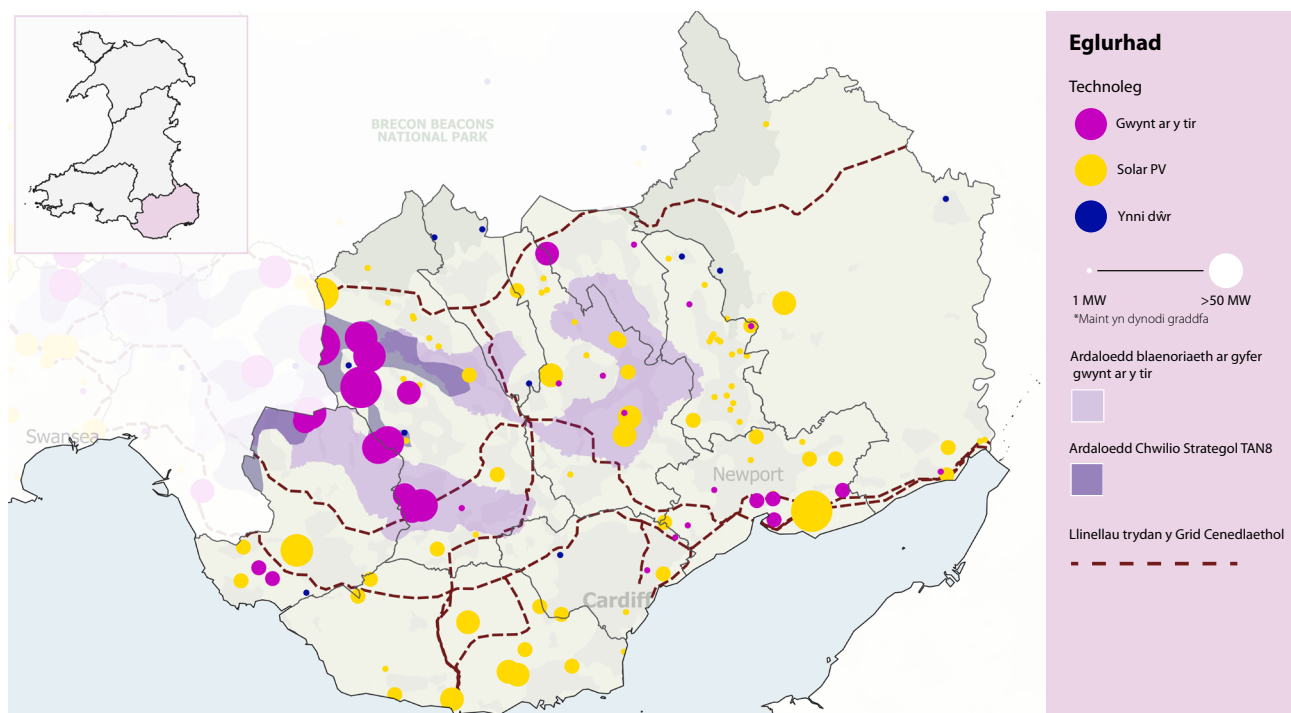 BRECON BEACONS
NATIONAL PARK
Swansea
Newport
Cardiff
Eglurhad
Technoleg
Gwynt ar y tir
Solar PV
Ynni dŵr
1 MW
>50 MW
*Maint yn dynodi graddfa
Ardaloedd blaenoriaeth ar gyfer
gwynt ar y tir
Ardaloedd Chwilio Strategol TAN8
Llinellau trydan y Grid Cenedlaethol